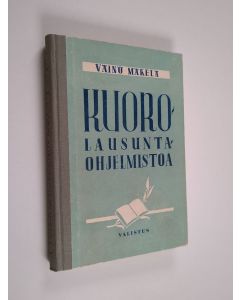 VÄINÖ MÄKELÄ
KUORO-
LAUSUNTA-
OHJELMISTOA
VALISTUS